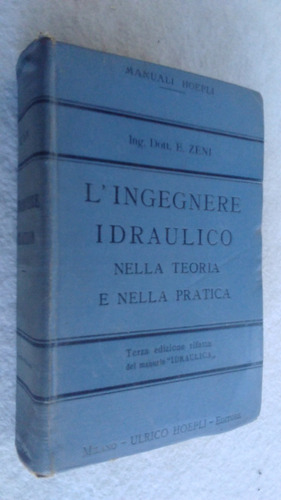 MANUALI HOEPLI
Ing. Dott. E. ZENI
L'INGEGNERE
IDRAULICO
NELLA TEORIA
E NELLA PRATICA
Terza edizione rifatta
del manuale "IDRAULICA"
MILANO - ULRICO HOEPLI - EDITORE